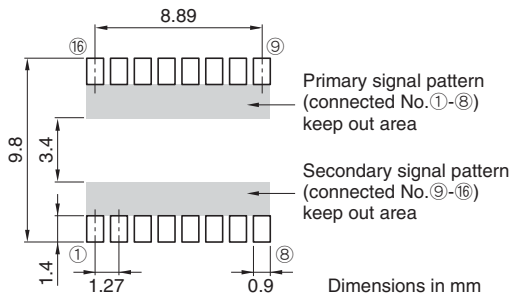 8.89
⑯ ⑨
Primary signal pattern
(connected No.①-⑧)
keep out area
9.8
3.4
Secondary signal pattern
(connected No.⑨-⑯)
keep out area
① ⑧
1.4
1.27
0.9
Dimensions in mm